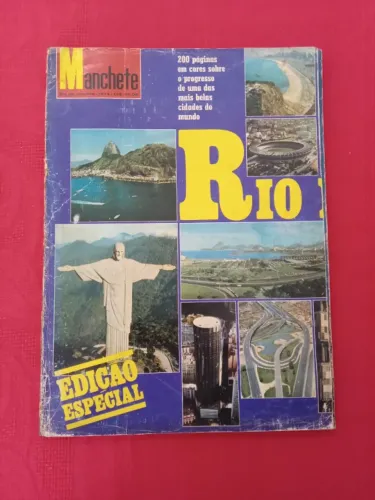 Manchete
200 páginas
em cores sobre
o progresso
de uma das
mais belas
cidades do
mundo
RIO
EDIÇÃO
ESPECIAL